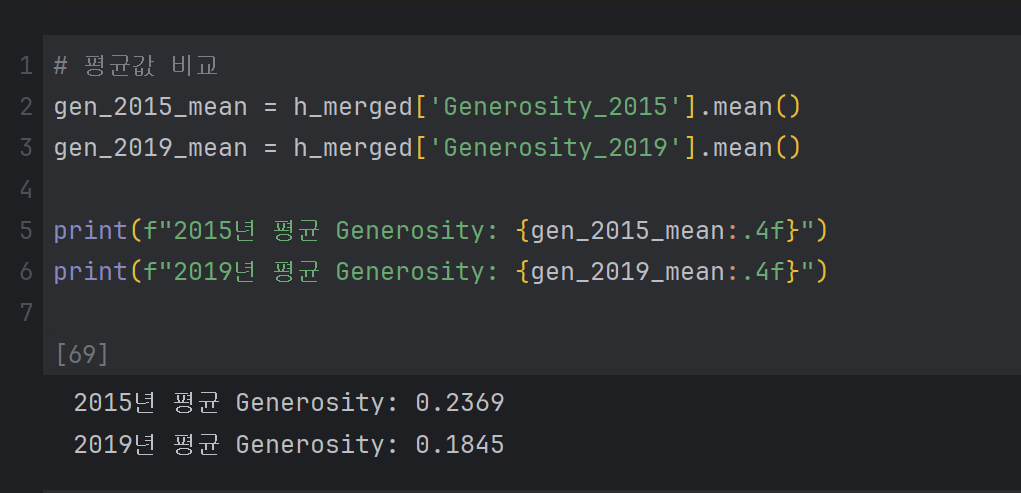 1 # 평균값 비교
2 gen_2015_mean = h_merged['Generosity_2015'].mean()
3 gen_2019_mean = h_merged['Generosity_2019'].mean()
4
5 print(f"2015년 평균 Generosity: {gen_2015_mean:.4f}")
6 print(f"2019년 평균 Generosity: {gen_2019_mean:.4f}")
7
[69]
2015년 평균 Generosity: 0.2369
2019년 평균 Generosity: 0.1845